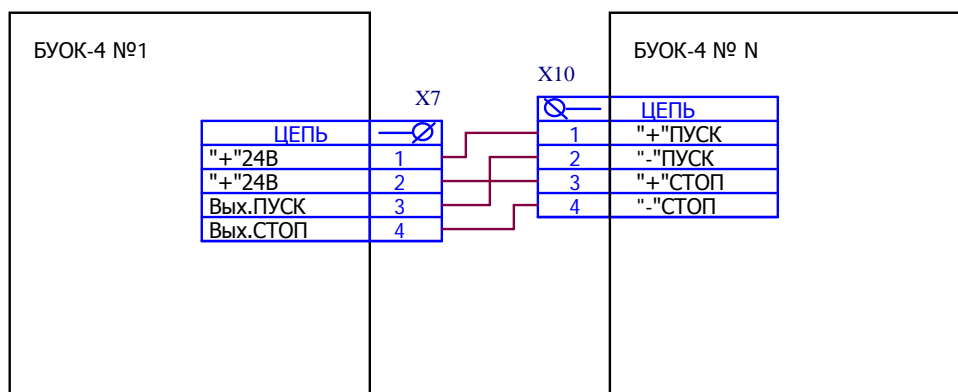 БУОК-4 №1
БУОК-4 № N
X7
X10
ЦЕПЬ
"+"24В 1
"+"24В 2
Вых.ПУСК 3
Вых.СТОП 4
ЦЕПЬ
1 "+"ПУСК
2 "-"ПУСК
3 "+"СТОП
4 "-"СТОП